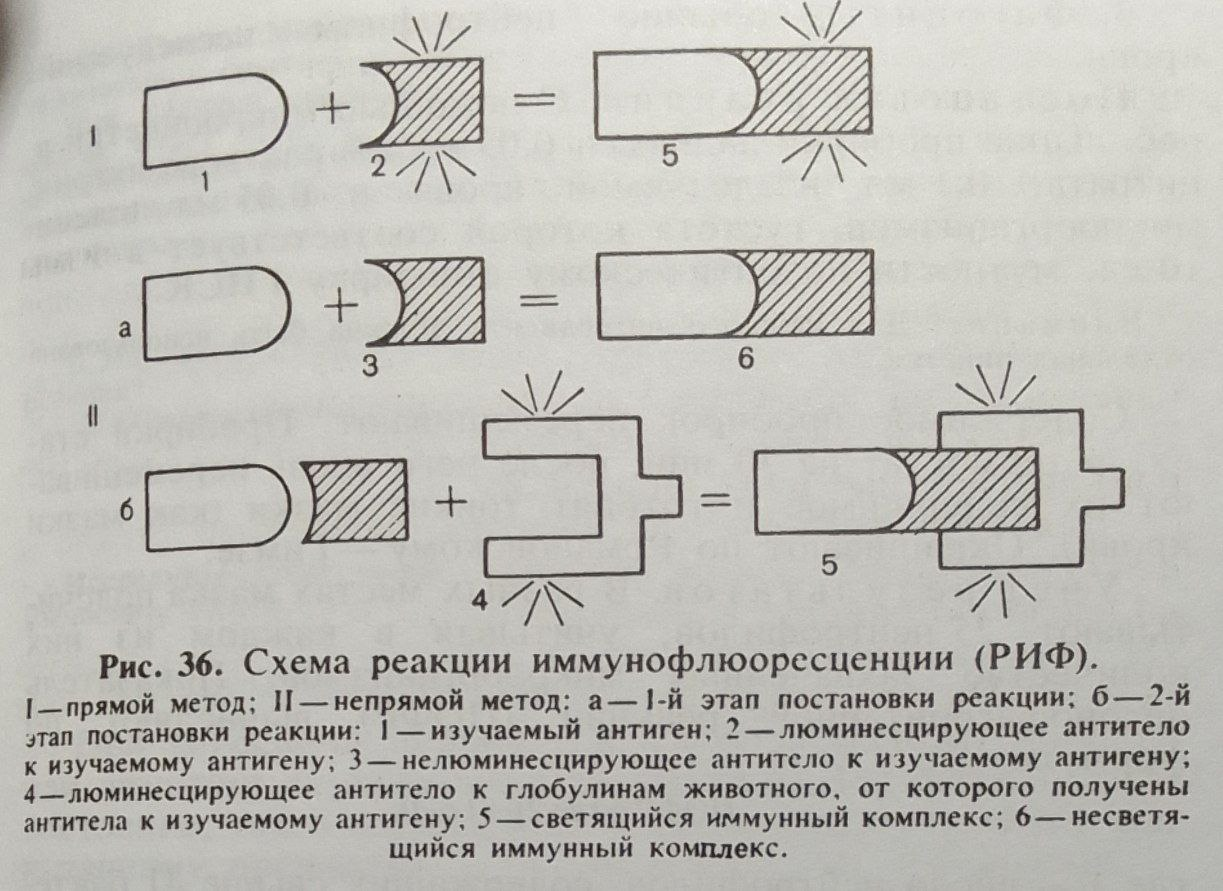 I
1
+
2
=
5
а
+
3
=
6
II
б
+
4
=
5
Рис. 36. Схема реакции иммунофлюоресценции (РИФ).
I—прямой метод; II—непрямой метод: а—1-й этап постановки реакции; б—2-й
этап постановки реакции: 1—изучаемый антиген; 2—люминесцирующее антитело
к изучаемому антигену; 3—нелюминесцирующее антитело к изучаемому антигену;
4—люминесцирующее антитело к глобулинам животного, от которого получены
антитела к изучаемому антигену; 5—светящийся иммунный комплекс; 6—несветя-
щийся иммунный комплекс.